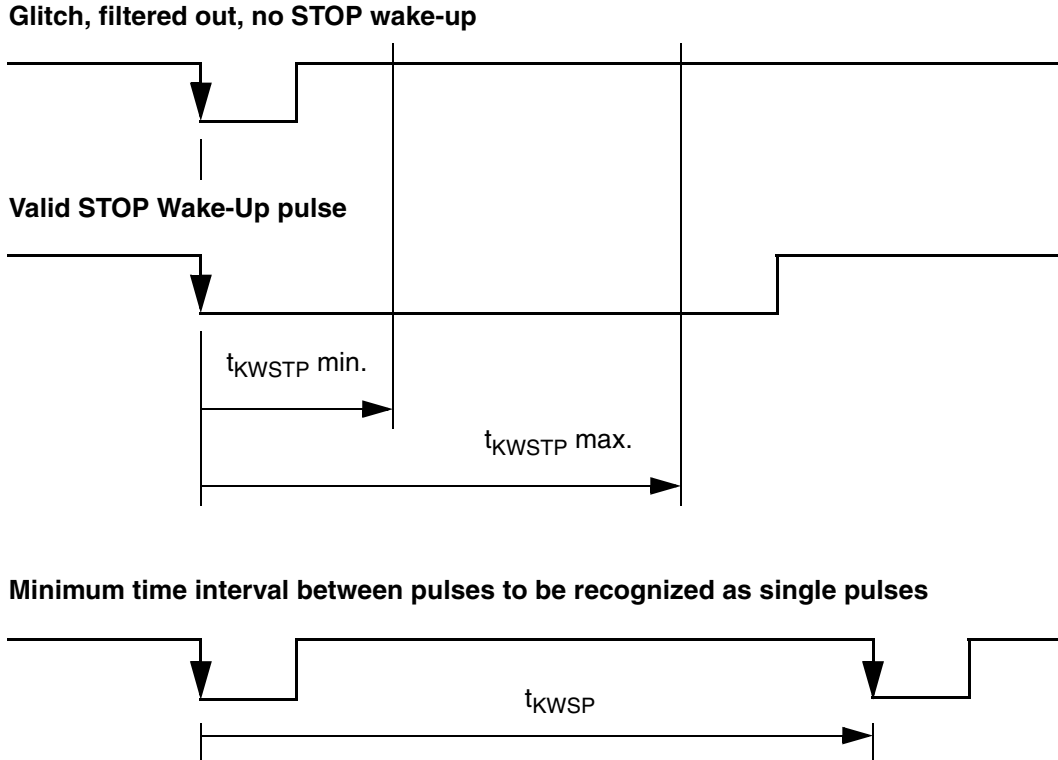 Glitch, filtered out, no STOP wake-up
Valid STOP Wake-Up pulse
tKWSTP min.
tKWSTP max.
Minimum time interval between pulses to be recognized as single pulses
tKWSP